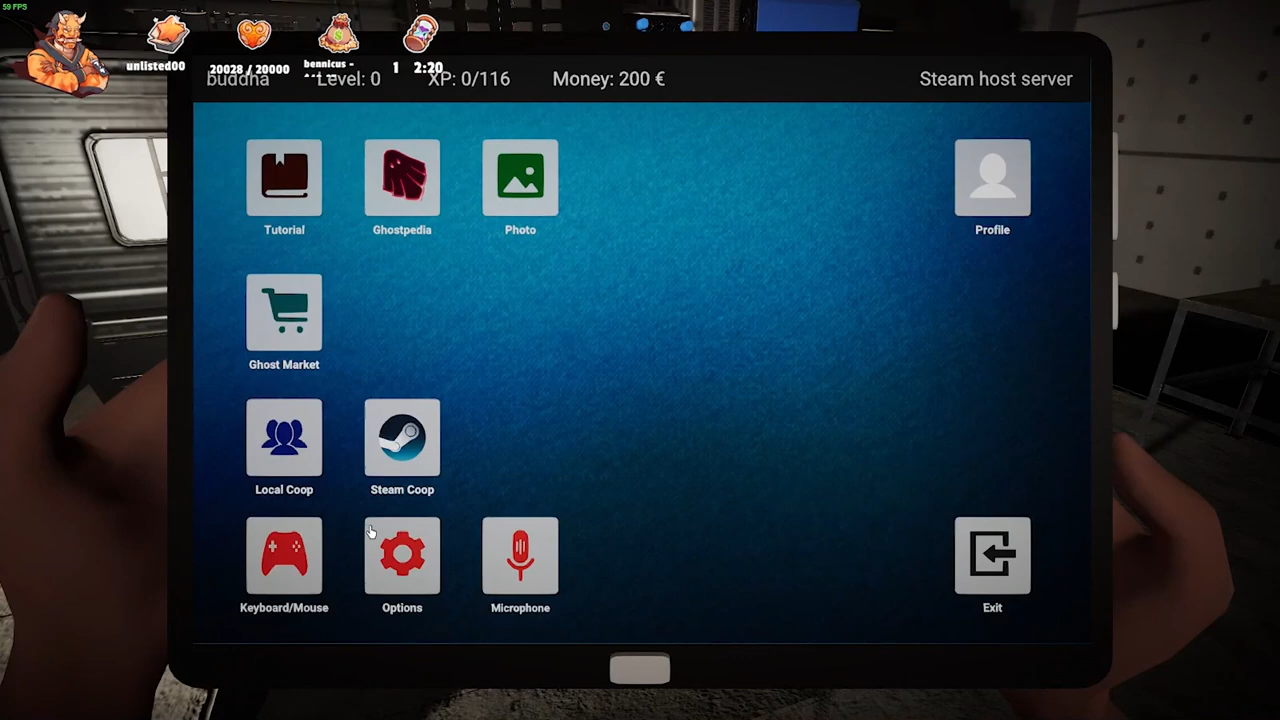 59 FPS
unlisted00
20028 / 20000
bennicus -
1
2:20
buddha
Level: 0
XP: 0/116
Money: 200 €
Steam host server
Tutorial
Ghostpedia
Photo
Profile
Ghost Market
Local Coop
Steam Coop
Keyboard/Mouse
Options
Microphone
Exit